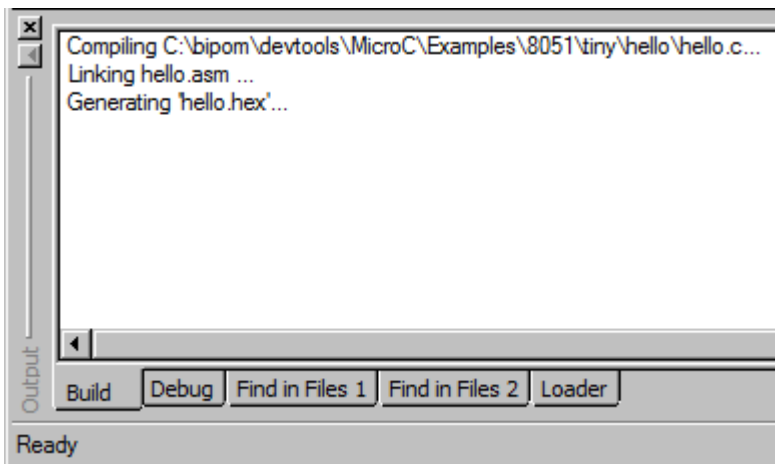 Compiling C:\bipom\devtools\MicroC\Examples\8051\tiny\hello\hello.c...
Linking hello.asm ...
Generating 'hello.hex'...
Output
Build Debug Find in Files 1 Find in Files 2 Loader
Ready